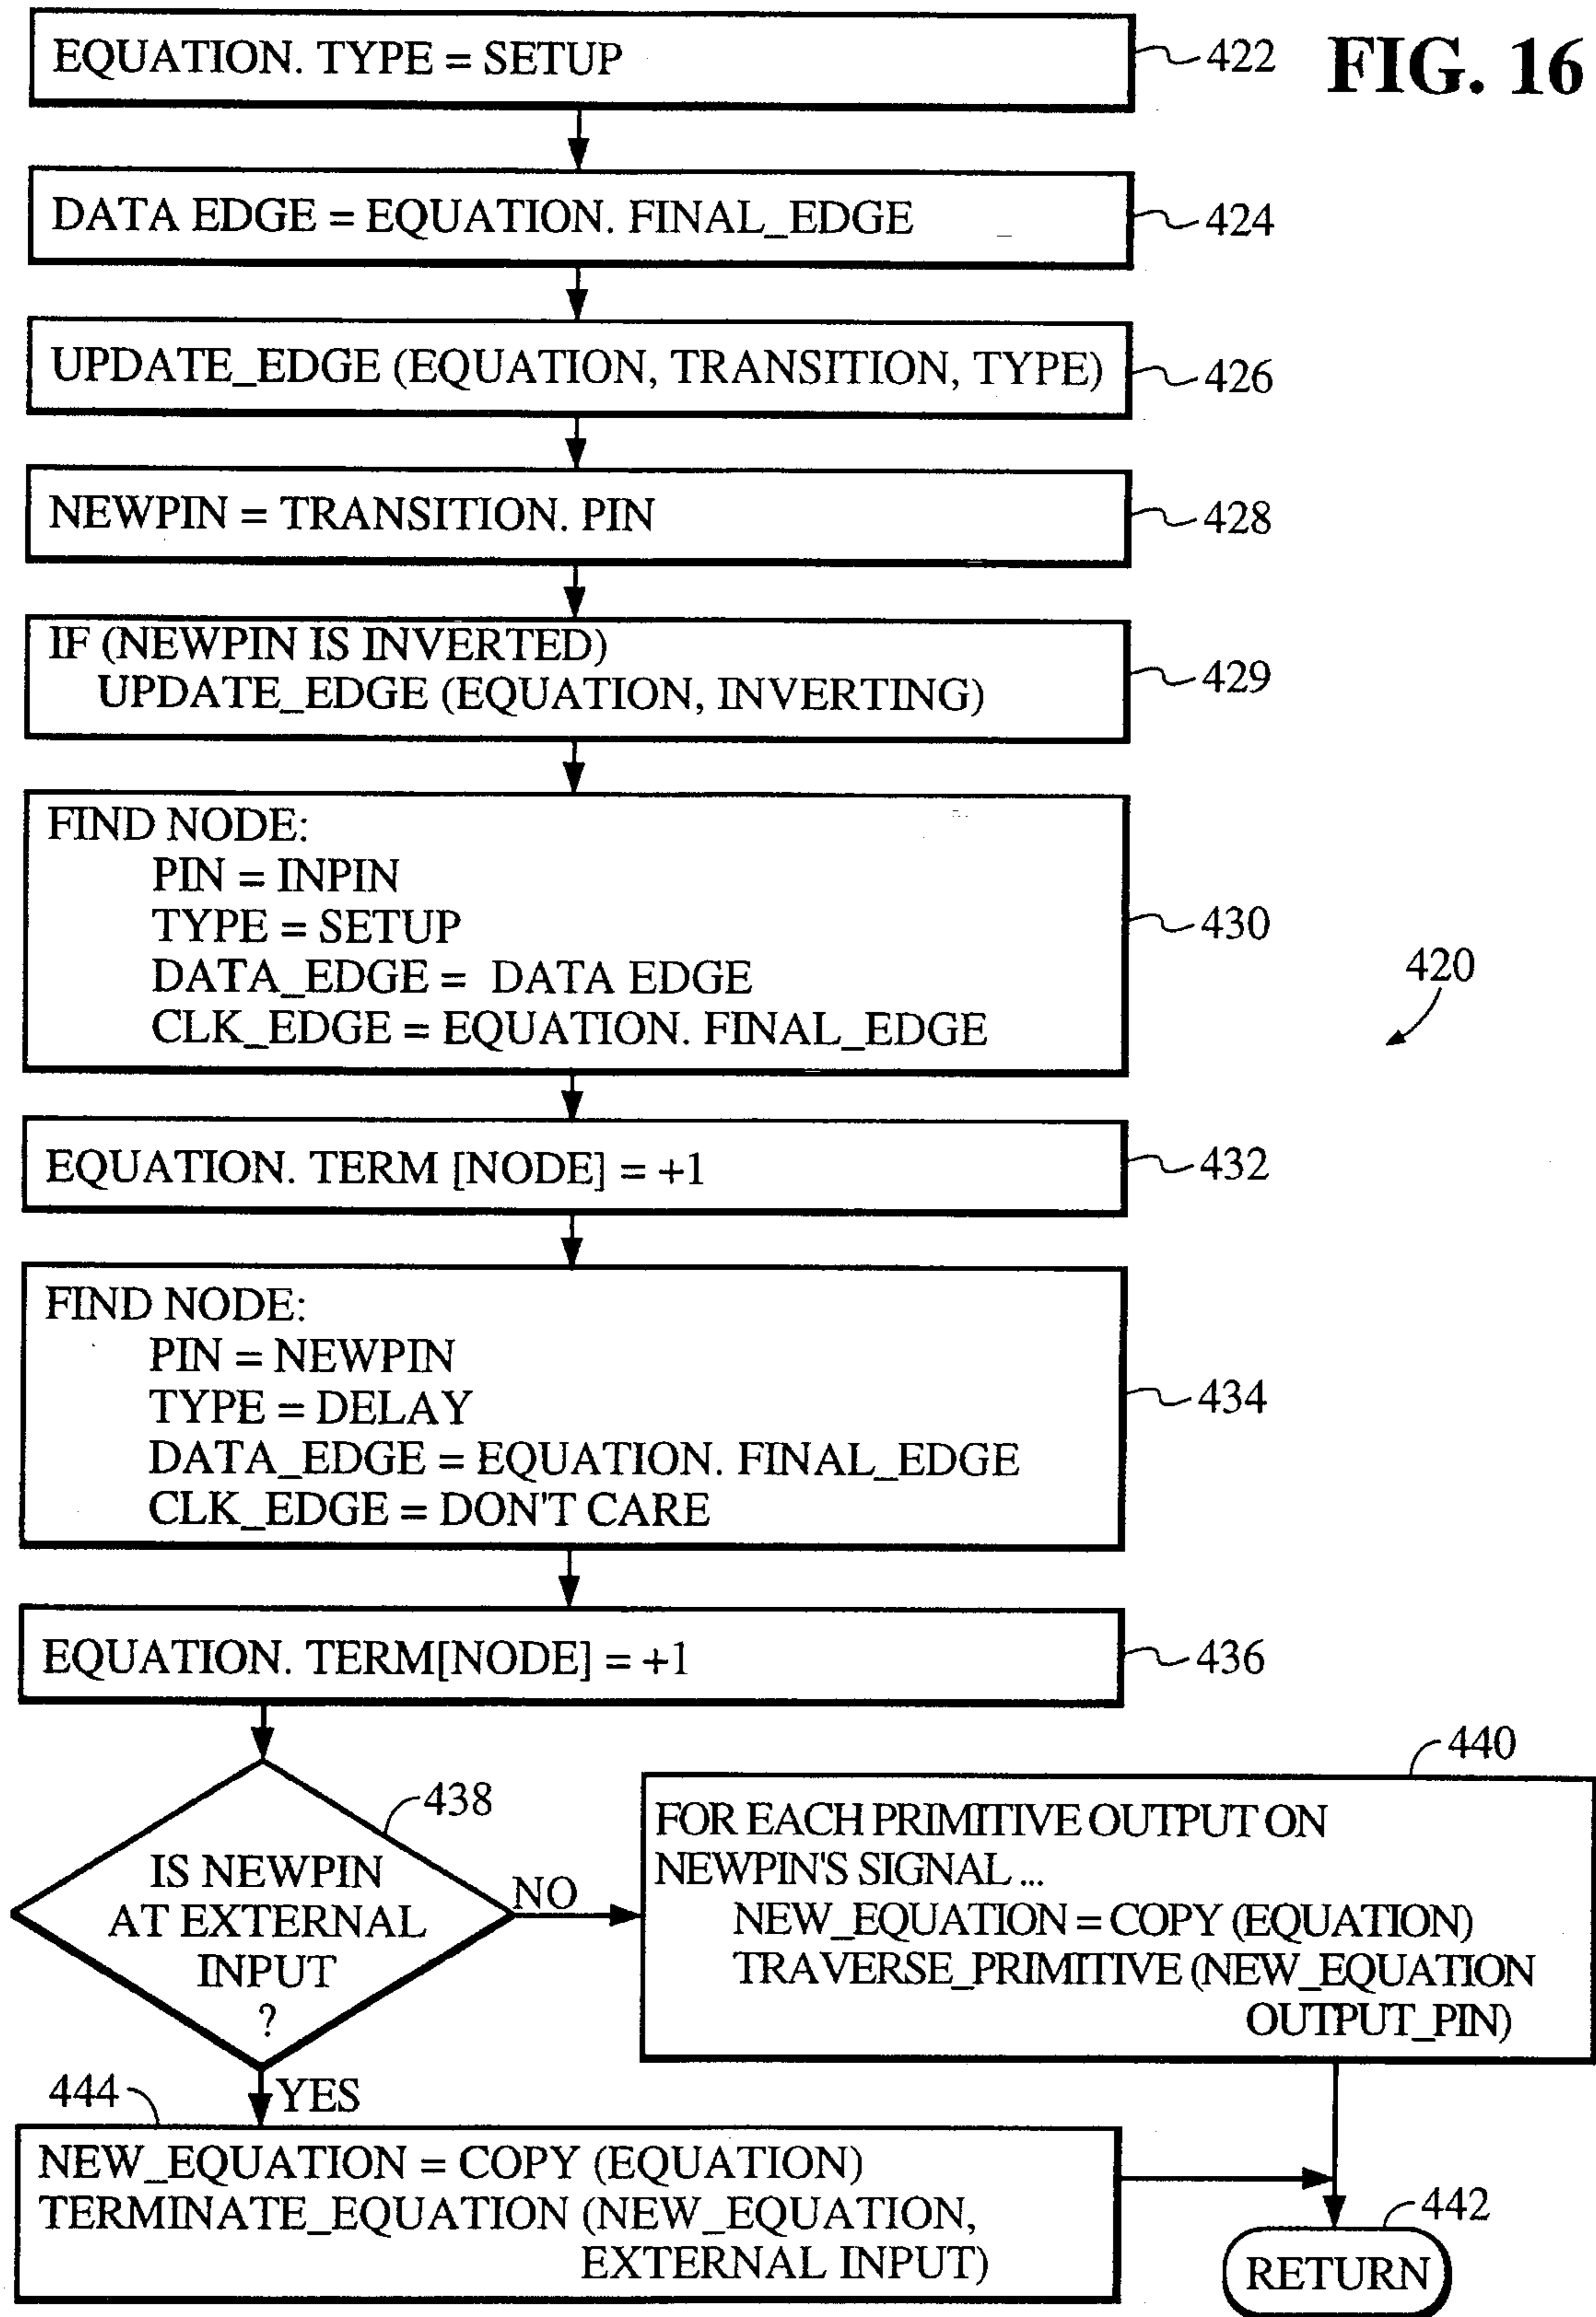 FIG. 16
EQUATION. TYPE = SETUP
422
DATA EDGE = EQUATION. FINAL_EDGE
424
UPDATE_EDGE (EQUATION, TRANSITION, TYPE)
426
NEWPIN = TRANSITION. PIN
428
IF (NEWPIN IS INVERTED)
UPDATE_EDGE (EQUATION, INVERTING)
429
FIND NODE:
PIN = INPIN
TYPE = SETUP
DATA_EDGE = DATA EDGE
CLK_EDGE = EQUATION. FINAL_EDGE
430
420
EQUATION. TERM [NODE] = +1
432
FIND NODE:
PIN = NEWPIN
TYPE = DELAY
DATA_EDGE = EQUATION. FINAL_EDGE
CLK_EDGE = DON'T CARE
434
EQUATION. TERM[NODE] = +1
436
438
IS NEWPIN
AT EXTERNAL
INPUT
?
NO
440
FOR EACH PRIMITIVE OUTPUT ON
NEWPIN'S SIGNAL ...
NEW_EQUATION = COPY (EQUATION)
TRAVERSE_PRIMITIVE (NEW_EQUATION
OUTPUT_PIN)
YES
444
NEW_EQUATION = COPY (EQUATION)
TERMINATE_EQUATION (NEW_EQUATION,
EXTERNAL INPUT)
442
RETURN